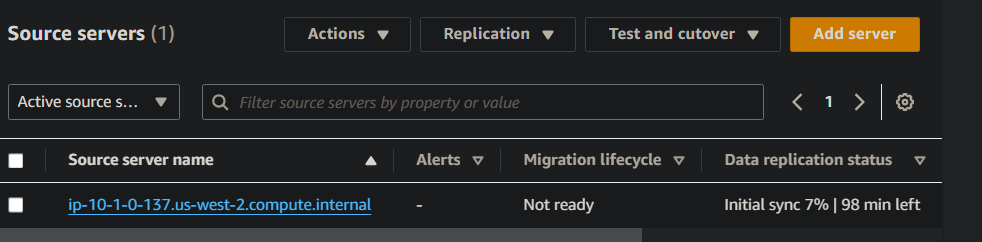 Source servers (1)
Actions
Replication
Test and cutover
Add server
Active source s...
Filter source servers by property or value
1
Source server name
Alerts
Migration lifecycle
Data replication status
ip-10-1-0-137.us-west-2.compute.internal
-
Not ready
Initial sync 7% | 98 min left